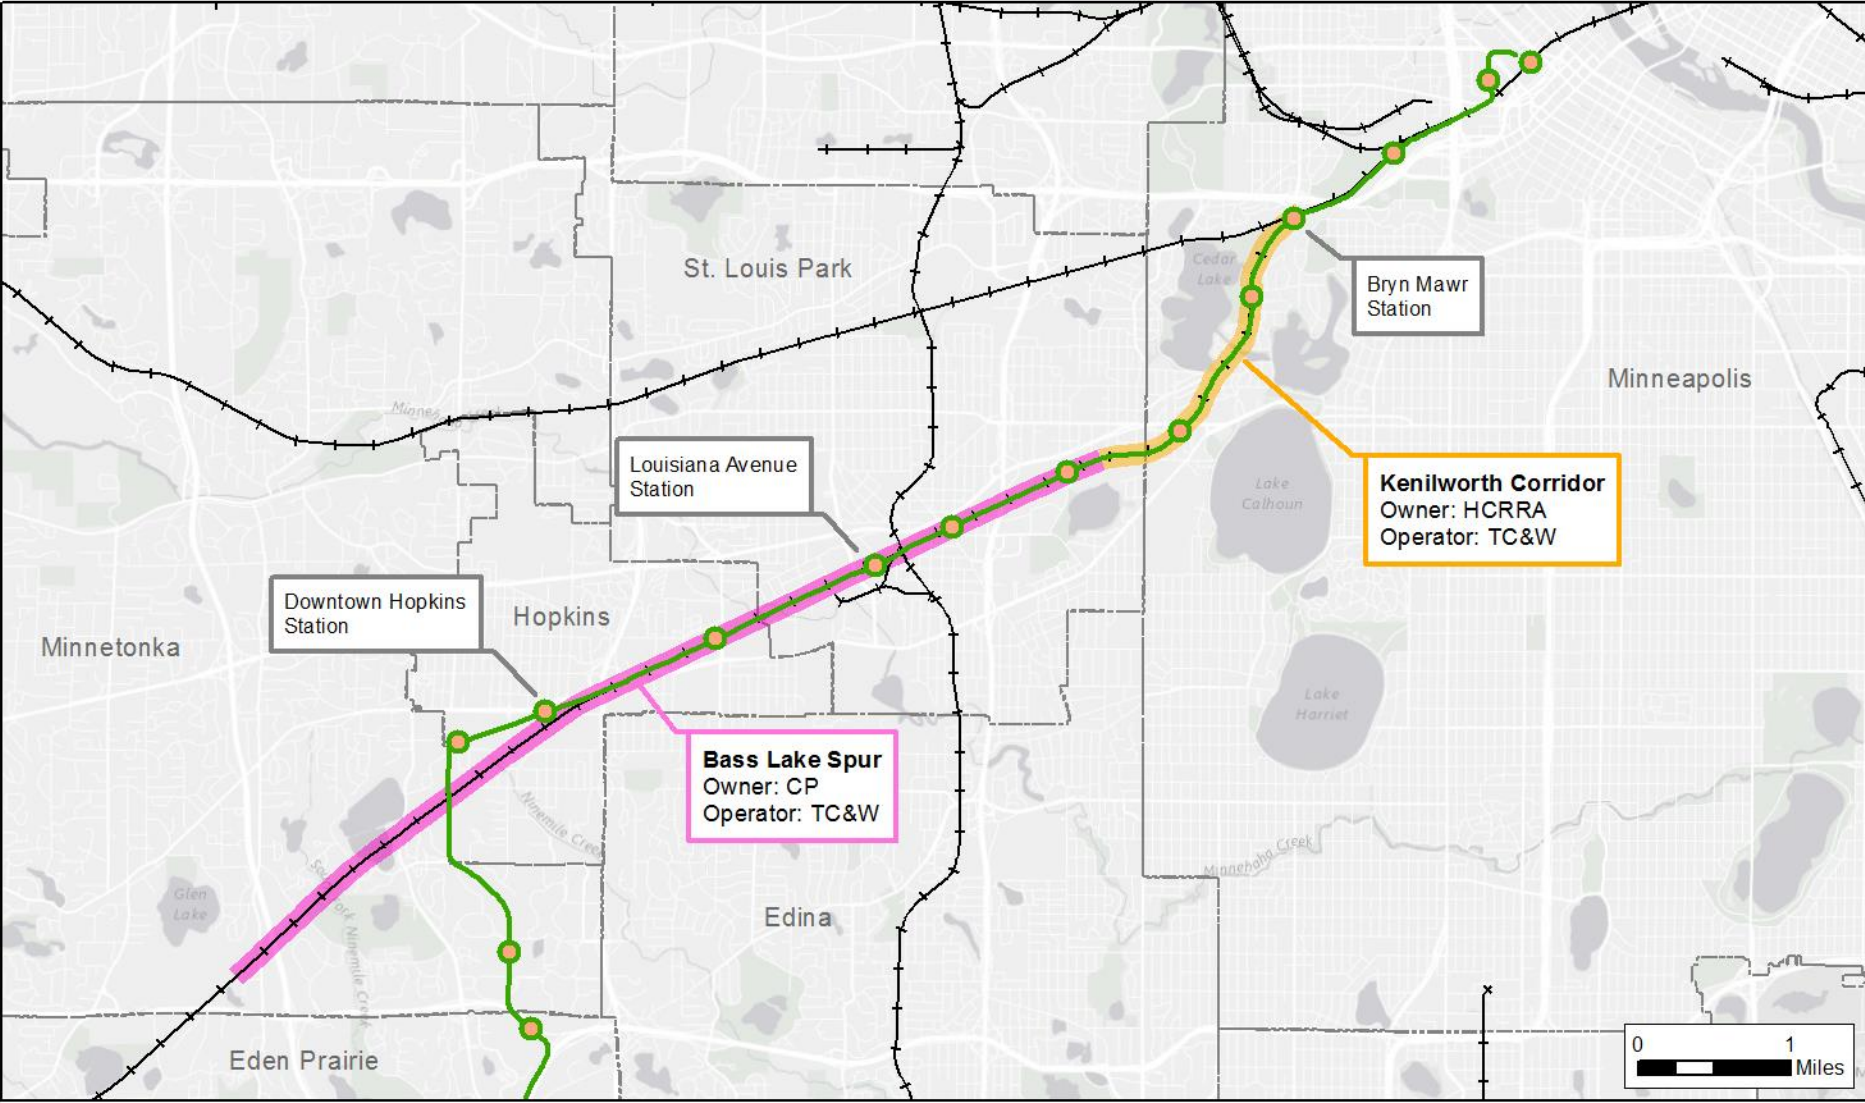 St. Louis Park
Cedar
Lake
Bryn Mawr
Station
Minneapolis
Louisiana Avenue
Station
Lake
Calhoun
Kenilworth Corridor
Owner: HCRRA
Operator: TC&W
Downtown Hopkins
Station
Hopkins
Minnetonka
Lake
Harriet
Bass Lake Spur
Owner: CP
Operator: TC&W
Ninemile Creek
Minnehaha Creek
Glen
Lake
Edina
Eden Prairie
0 1
Miles